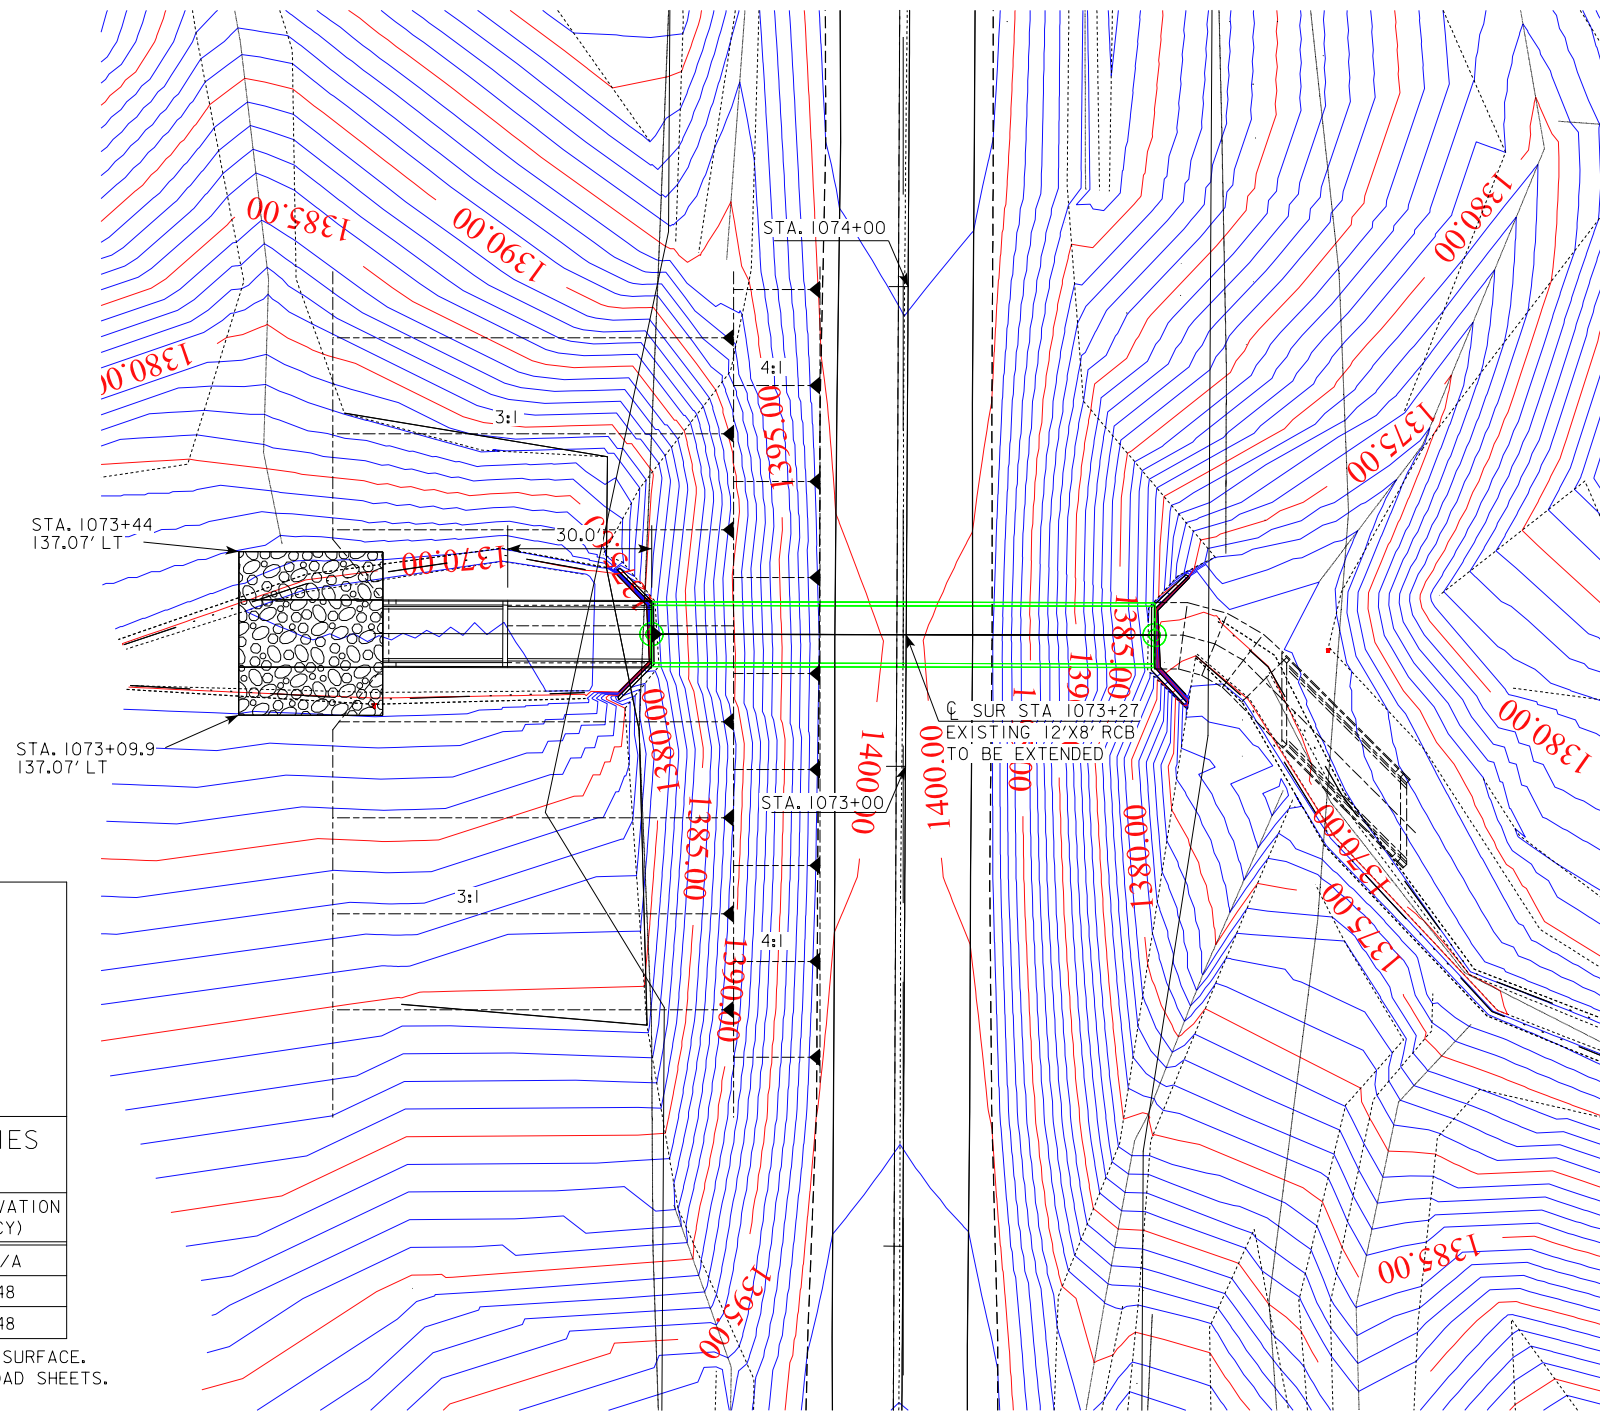 1385.00
1390.00
1380.00
STA. 1074+00
1380.00
4:1
1395.00
3:1
1375.00
STA. 1073+44
137.07' LT
30.0'
1370.00
1385.00
1380.00
℄ SUR STA 1073+27
EXISTING 12'X8' RCB
TO BE EXTENDED
1380.00
STA. 1073+09.9
137.07' LT
1400.00
1400.00
STA. 1073+00
1385.00
1380.00
1370.00
1375.00
3:1
4:1
1390.00
IES
VATION
CY)
/A
48
48
SURFACE.
OAD SHEETS.
1395.00
1385.00